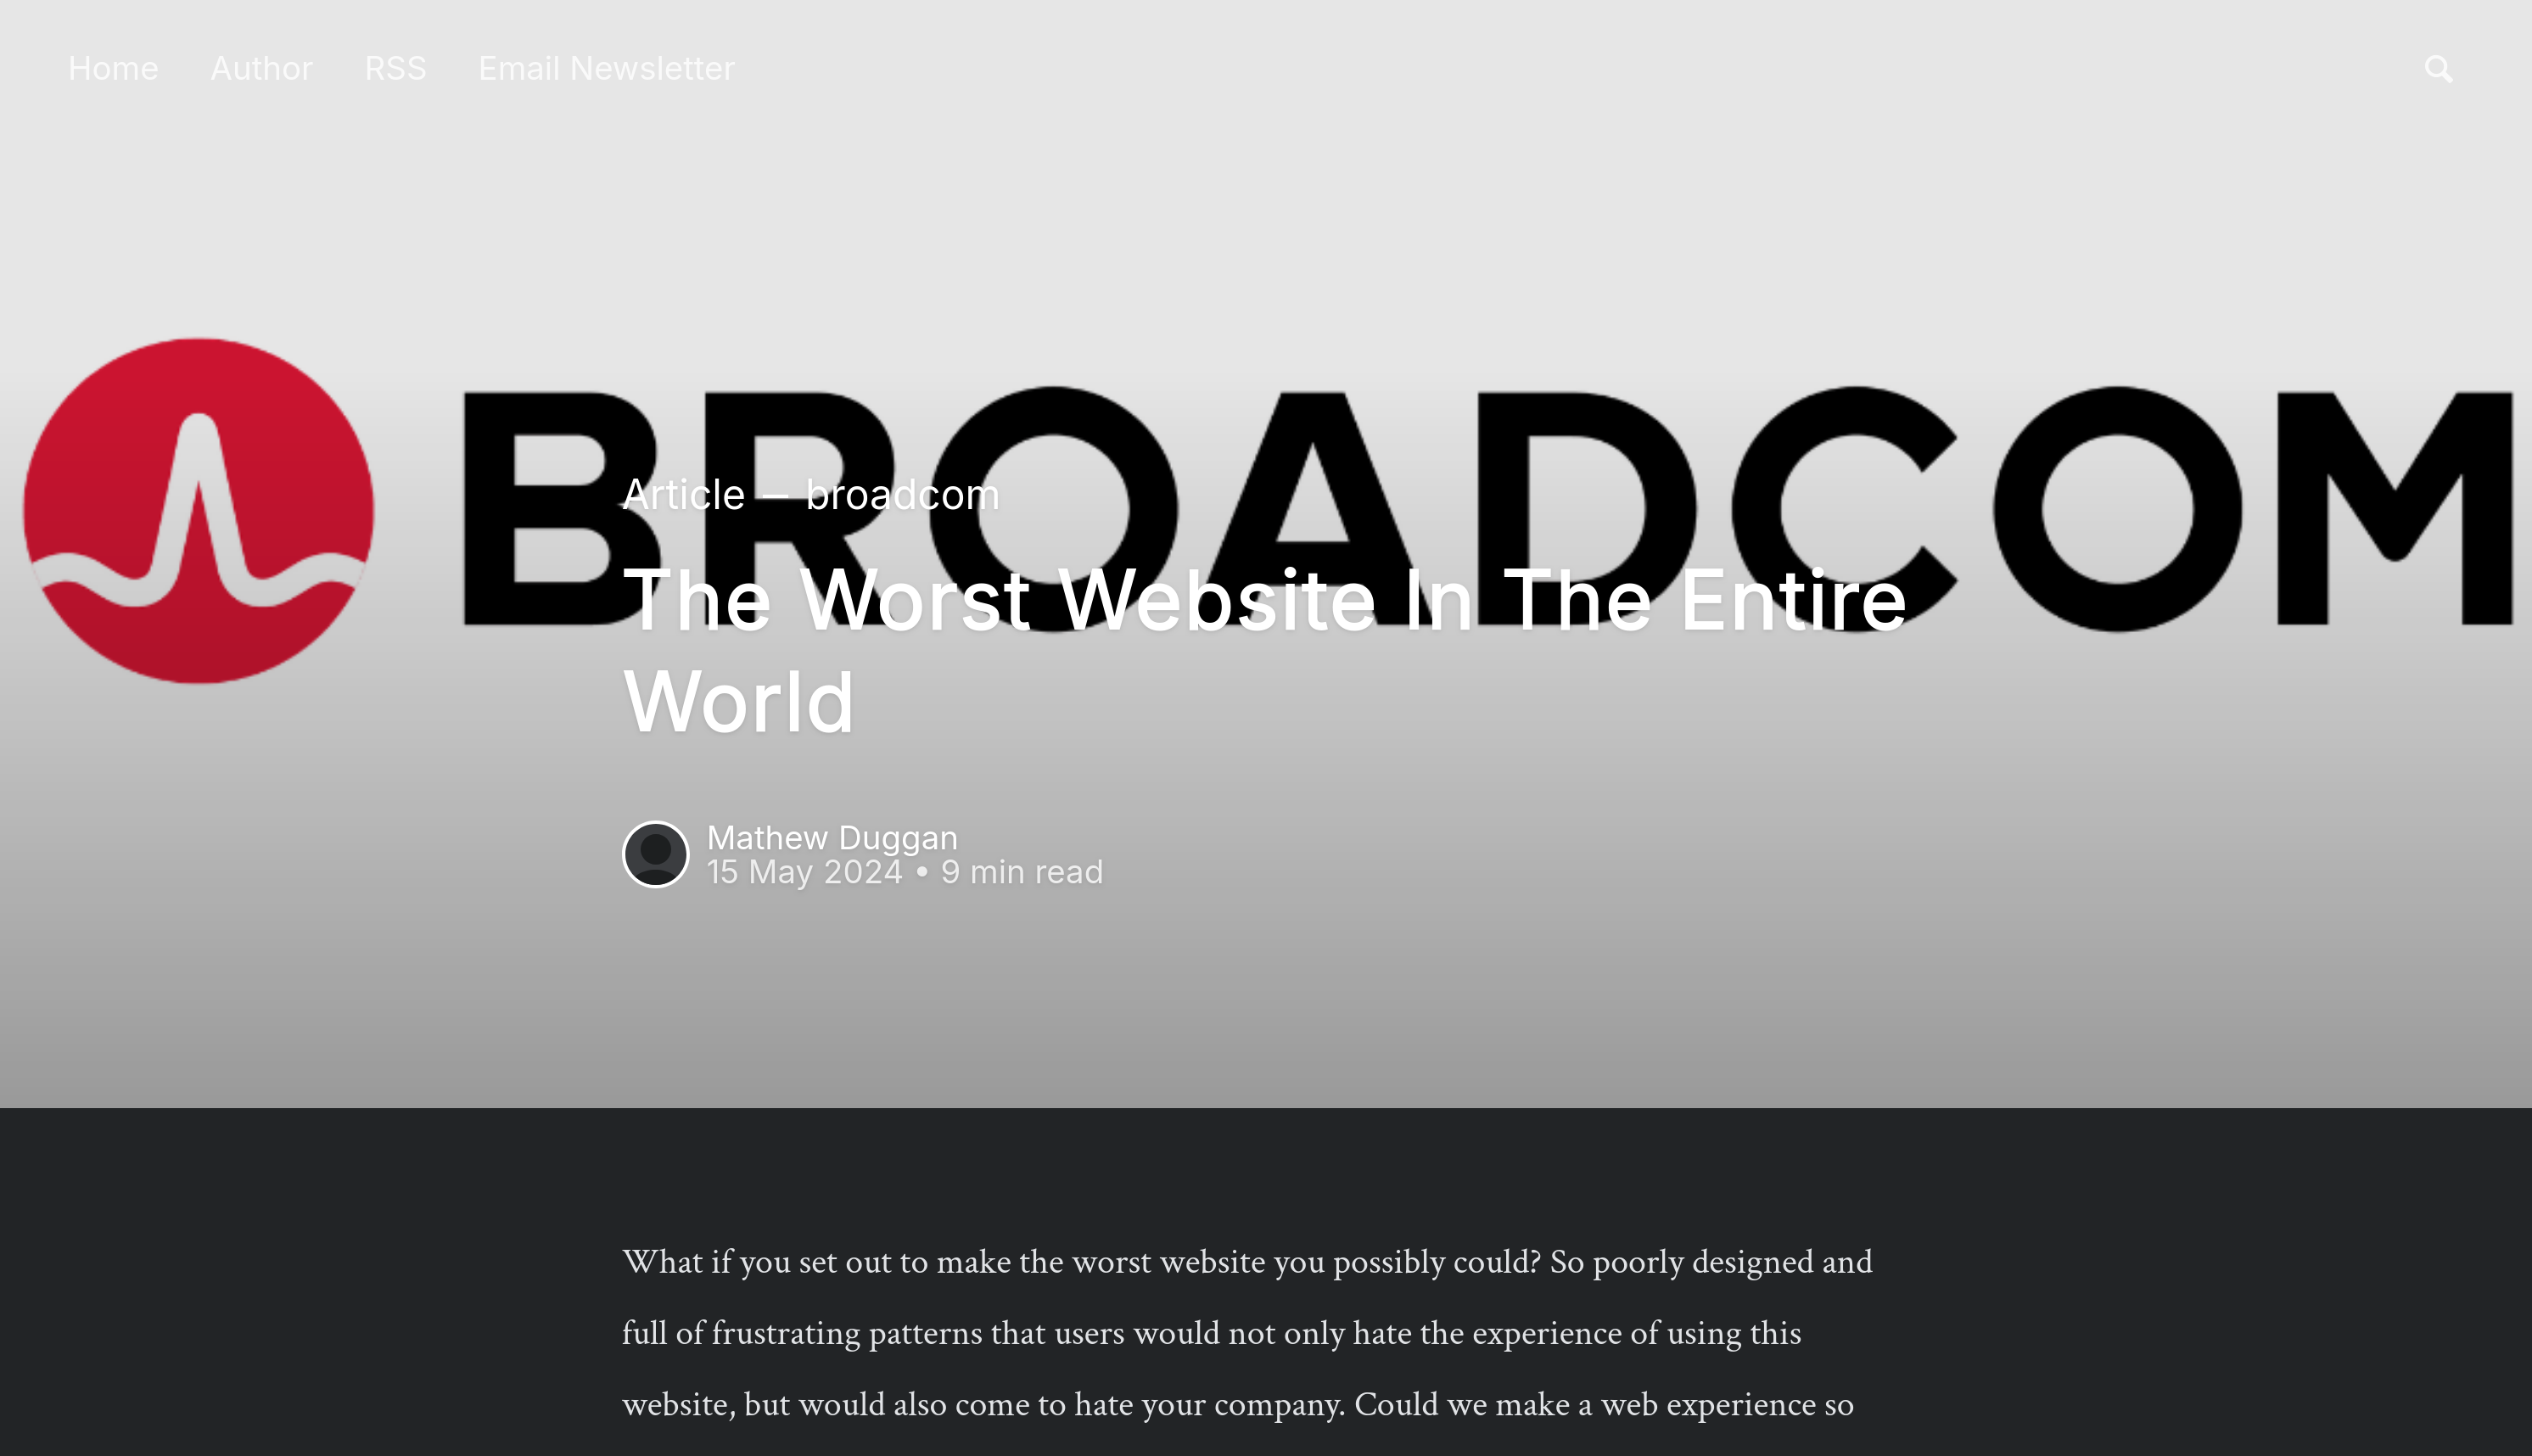 Home Author RSS Email Newsletter
BROADCOM
Article — broadcom
The Worst Website In The Entire
World
Mathew Duggan
15 May 2024 • 9 min read
What if you set out to make the worst website you possibly could? So poorly designed and
full of frustrating patterns that users would not only hate the experience of using this
website, but would also come to hate your company. Could we make a web experience so